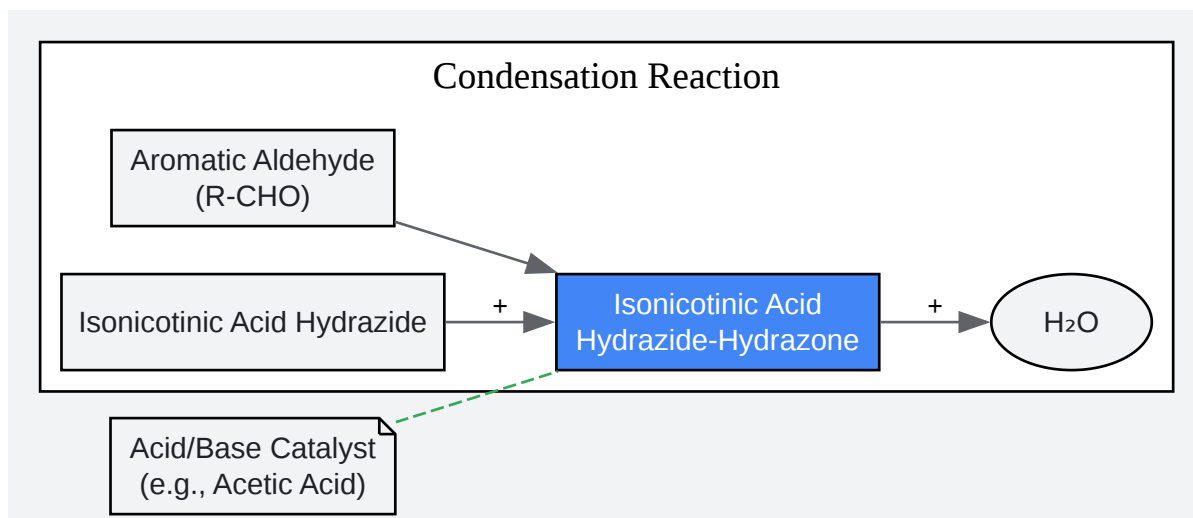 Condensation Reaction
Aromatic Aldehyde
(R-CHO)
Isonicotinic Acid Hydrazide
+
Isonicotinic Acid
Hydrazide-Hydrazone
+
H₂O
Acid/Base Catalyst
(e.g., Acetic Acid)